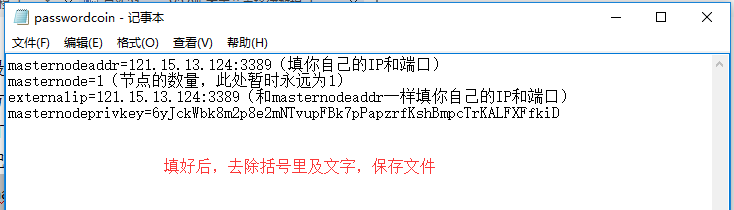 passwordcoin - 记事本
文件(F) 编辑(E) 格式(O) 查看(V) 帮助(H)
masternodeaddr=121.15.13.124:3389（填你自己的IP和端口）
masternode=1（节点的数量，此处暂时永远为1）
externalip=121.15.13.124:3389（和masternodeaddr一样填你自己的IP和端口）
masternodeprivkey=6yJckWbk8m2p8e2mNTvupFBk7pPapzrfKshBmpcTrKALFXFfkiD
填好后，去除括号里及文字，保存文件